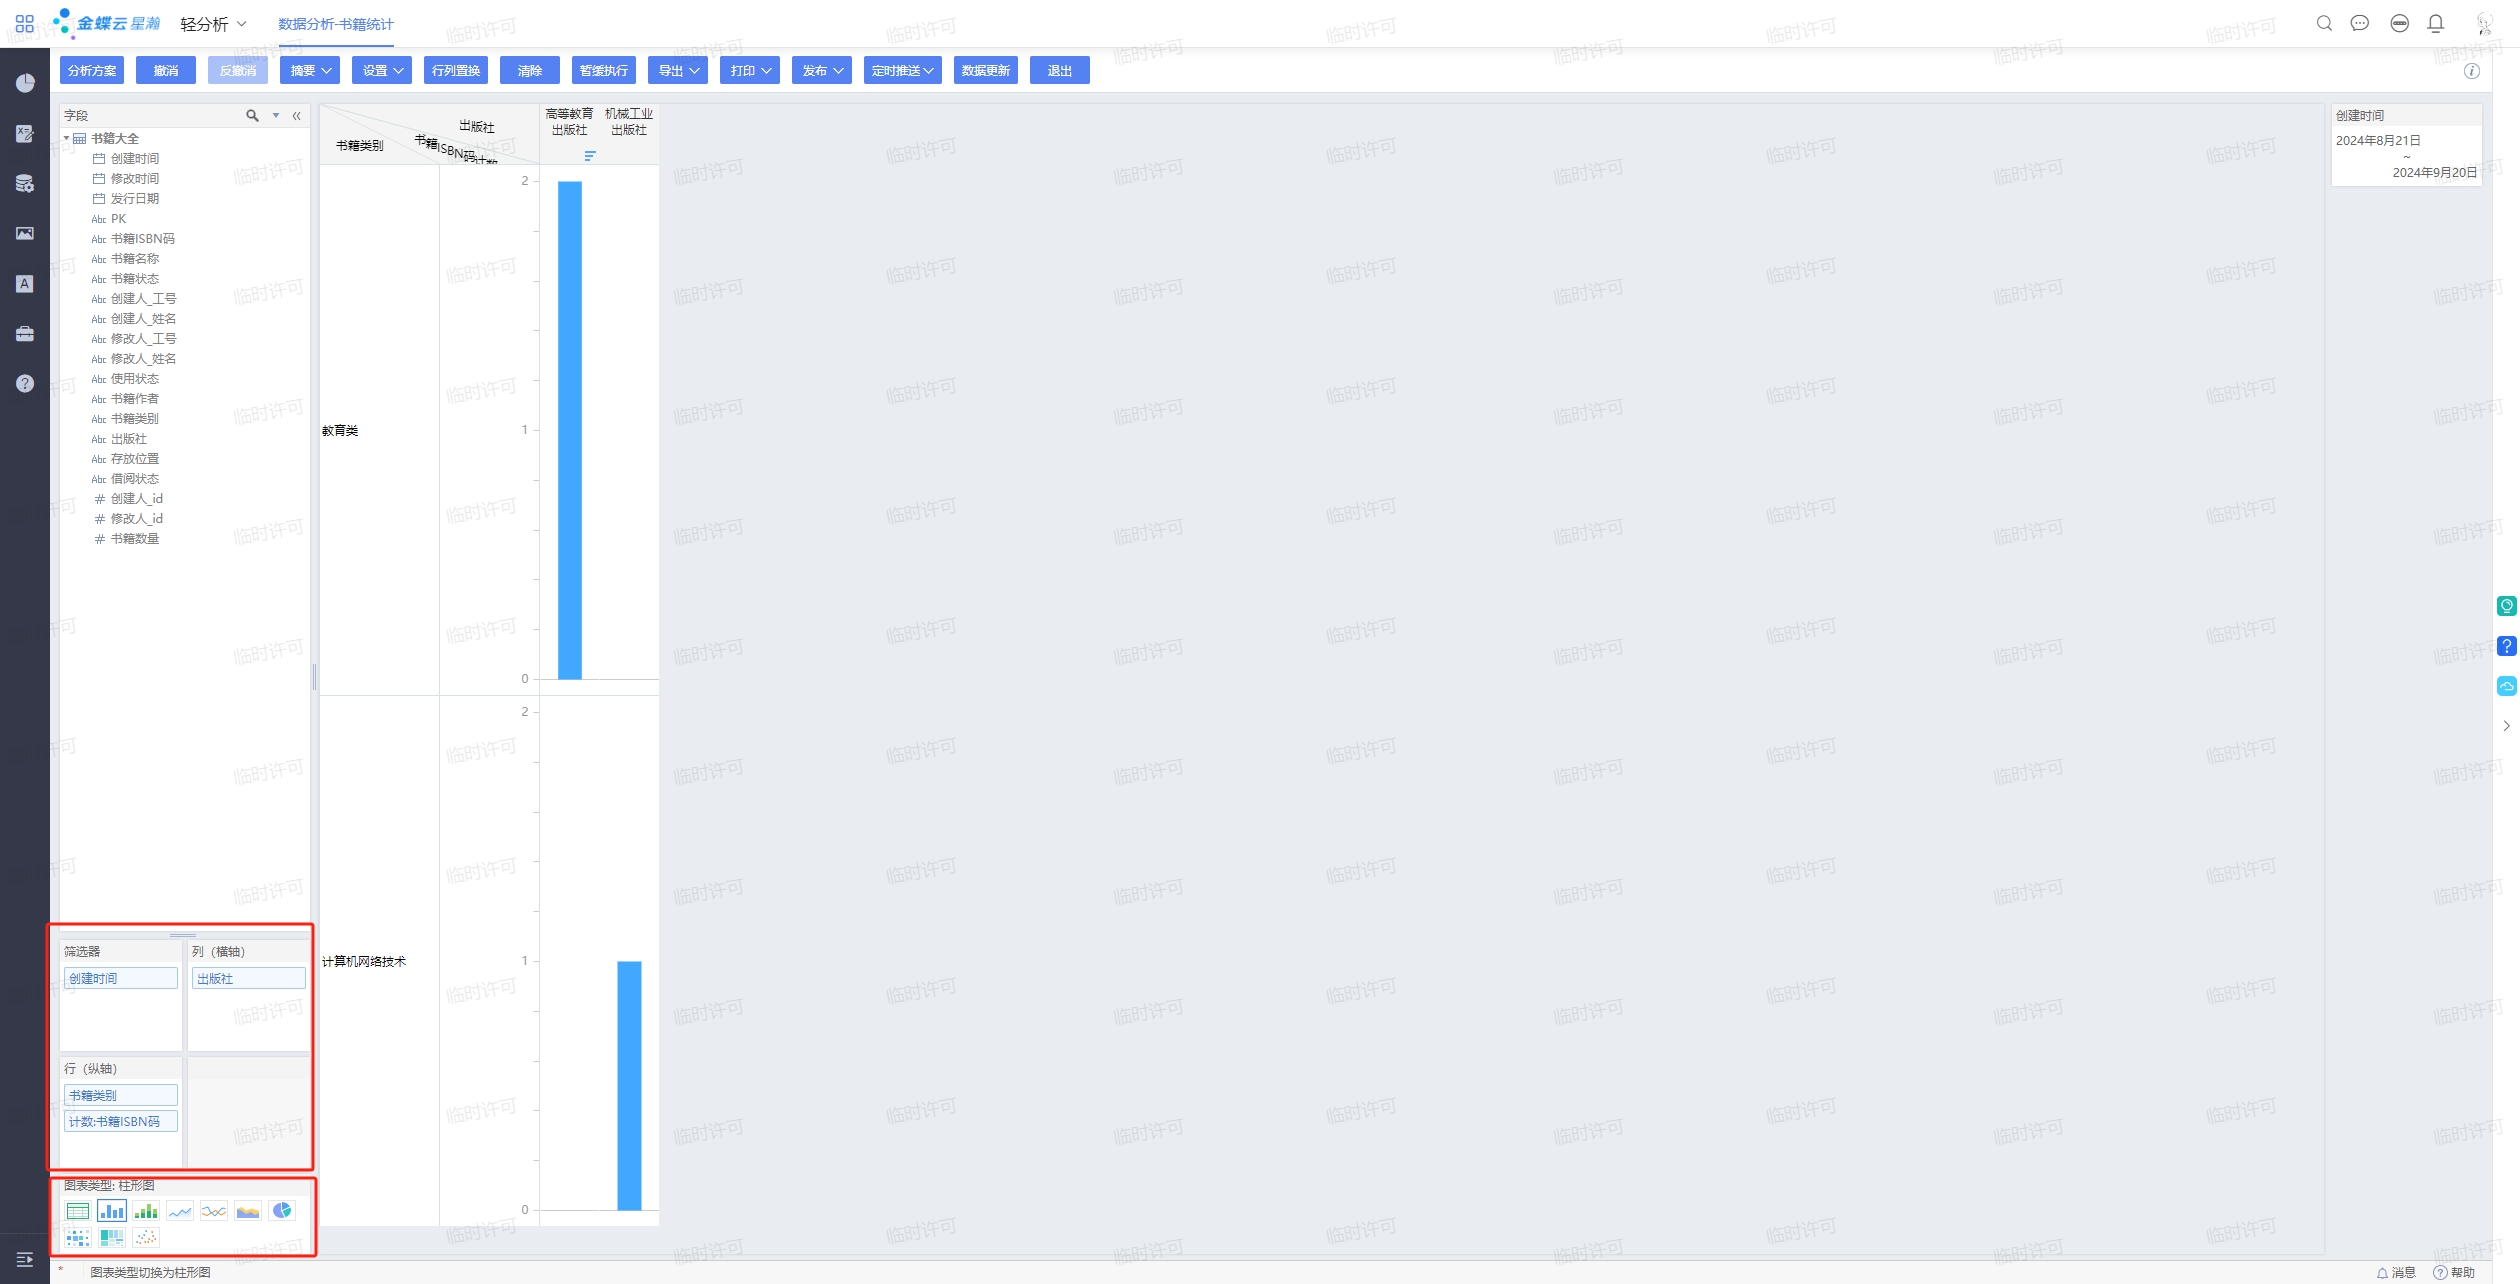 金蝶云 星瀚
轻分析
数据分析-书籍统计
分析方案
撤消
反撤消
摘要
设置
行列置换
清除
暂缓执行
导出
打印
发布
定时推送
数据更新
退出
字段
书籍大全
创建时间
修改时间
发行日期
Abc PK
Abc 书籍ISBN码
Abc 书籍名称
Abc 书籍状态
Abc 创建人_工号
Abc 创建人_姓名
Abc 修改人_工号
Abc 修改人_姓名
Abc 使用状态
Abc 书籍作者
Abc 书籍类别
Abc 出版社
Abc 存放位置
Abc 借阅状态
# 创建人_id
# 修改人_id
# 书籍数量
筛选器
创建时间
列（横轴）
出版社
行（纵轴）
书籍类别
计数:书籍ISBN码
图表类型: 柱形图
书籍类别
书籍ISBN码计数
出版社
高等教育
出版社
机械工业
出版社
教育类
2
1
0
计算机网络技术
2
1
0
创建时间
2024年8月21日
~
2024年9月20日
* 图表类型切换为柱形图
消息
帮助
临时许可